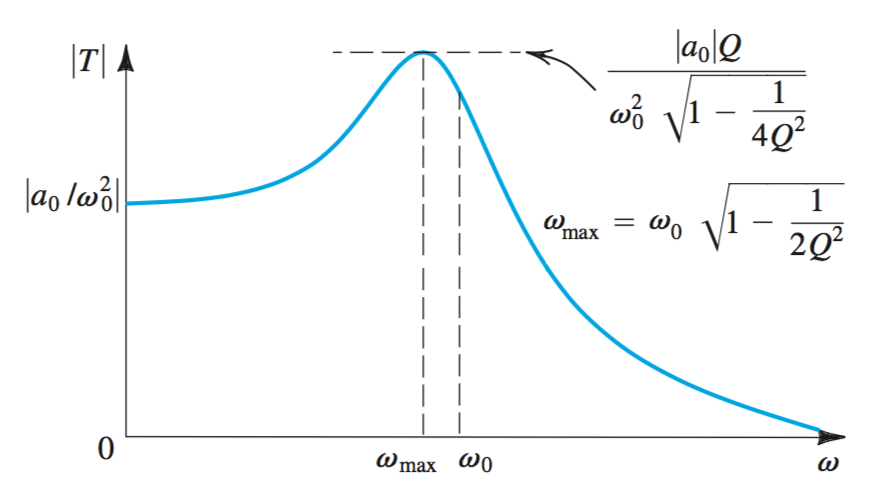 |T|
|a₀|Q
ω₀² √1 − 1/4Q²
|a₀/ω₀²|
ω_max = ω₀ √1 − 1/2Q²
0
ω_max ω₀
ω